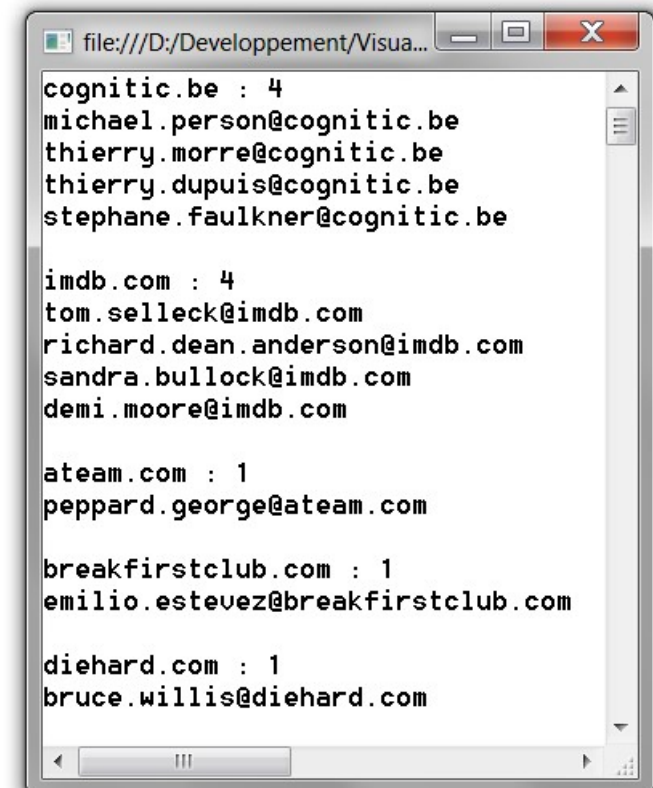 file:///D:/Developpement/Visua...
cognitic.be : 4
michael.person@cognitic.be
thierry.morre@cognitic.be
thierry.dupuis@cognitic.be
stephane.faulkner@cognitic.be
imdb.com : 4
tom.selleck@imdb.com
richard.dean.anderson@imdb.com
sandra.bullock@imdb.com
demi.moore@imdb.com
ateam.com : 1
peppard.george@ateam.com
breakfirstclub.com : 1
emilio.estevez@breakfirstclub.com
diehard.com : 1
bruce.willis@diehard.com